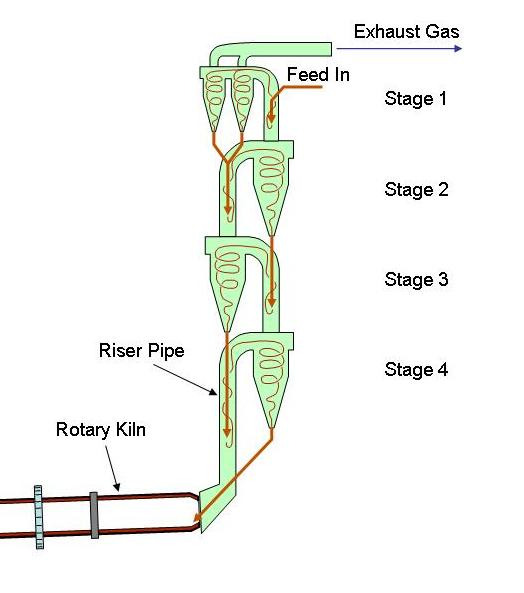 Exhaust Gas
Feed In
Stage 1
Stage 2
Stage 3
Riser Pipe
Stage 4
Rotary Kiln